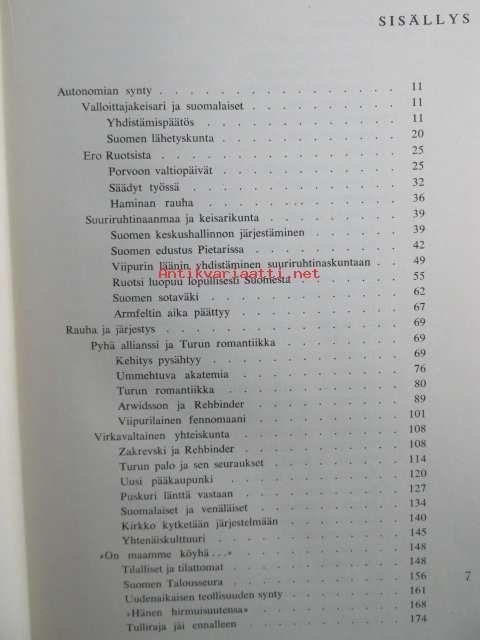 SISÄLLYS
Autonomian synty . . . . . . . . . . . . . . . 11
Valloittajakeisari ja suomalaiset . . . . . . . . . . 11
Yhdistämispäätös . . . . . . . . . . . . . 11
Suomen lähetyskunta . . . . . . . . . . . . 20
Ero Ruotsista . . . . . . . . . . . . . . . 25
Porvoon valtiopäivät . . . . . . . . . . . . 25
Säädyt työssä . . . . . . . . . . . . . . 32
Haminan rauha . . . . . . . . . . . . . 36
Suuriruhtinaanmaa ja keisarikunta . . . . . . . . . 39
Suomen keskushallinnon järjestäminen . . . . . . . 39
Suomen edustus Pietarissa . . . . . . . . . . 42
Viipurin läänin yhdistäminen suuriruhtinaskuntaan . . . . 49
Antikvariaatti.net
Ruotsi luopuu lopullisesti Suomesta . . . . . . . . 55
Suomen sotaväki . . . . . . . . . . . . . 62
Armfeltin aika päättyy . . . . . . . . . . . . 67
Rauha ja järjestys . . . . . . . . . . . . . . . 69
Pyhä allianssi ja Turun romantiikka . . . . . . . . . 69
Kehitys pysähtyy . . . . . . . . . . . . . 69
Ummehtuva akatemia . . . . . . . . . . . . 76
Turun romantiikka . . . . . . . . . . . . . 80
Arwidsson ja Rehbinder . . . . . . . . . . . 89
Viipurilainen fennomaani . . . . . . . . . . . 101
Virkavaltainen yhteiskunta . . . . . . . . . . . . 108
Zakrevski ja Rehbinder . . . . . . . . . . . 108
Turun palo ja sen seuraukset . . . . . . . . . . 114
Uusi pääkaupunki . . . . . . . . . . . . . 120
Puskuri länttä vastaan . . . . . . . . . . . . 127
Suomalaiset ja venäläiset . . . . . . . . . . . 134
Kirkko kytketään järjestelmään . . . . . . . . . 140
Yhtenäiskulttuuri . . . . . . . . . . . . . 145
»On maamme köyhä...» . . . . . . . . . . . . . 148
Tilalliset ja tilattomat . . . . . . . . . . . . 148
Suomen Talousseura . . . . . . . . . . . . 156
Uudenaikaisen teollisuuden synty . . . . . . . . . 161
»Hänen hirmuisuutensa» . . . . . . . . . . . 168
Tulliraja jäi ennalleen . . . . . . . . . . . . 174
7